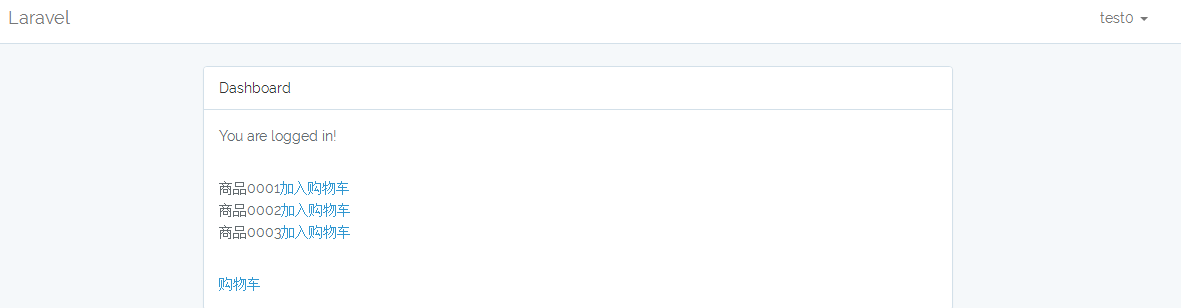 Laravel
test0
Dashboard
You are logged in!
商品0001加入购物车
商品0002加入购物车
商品0003加入购物车
购物车